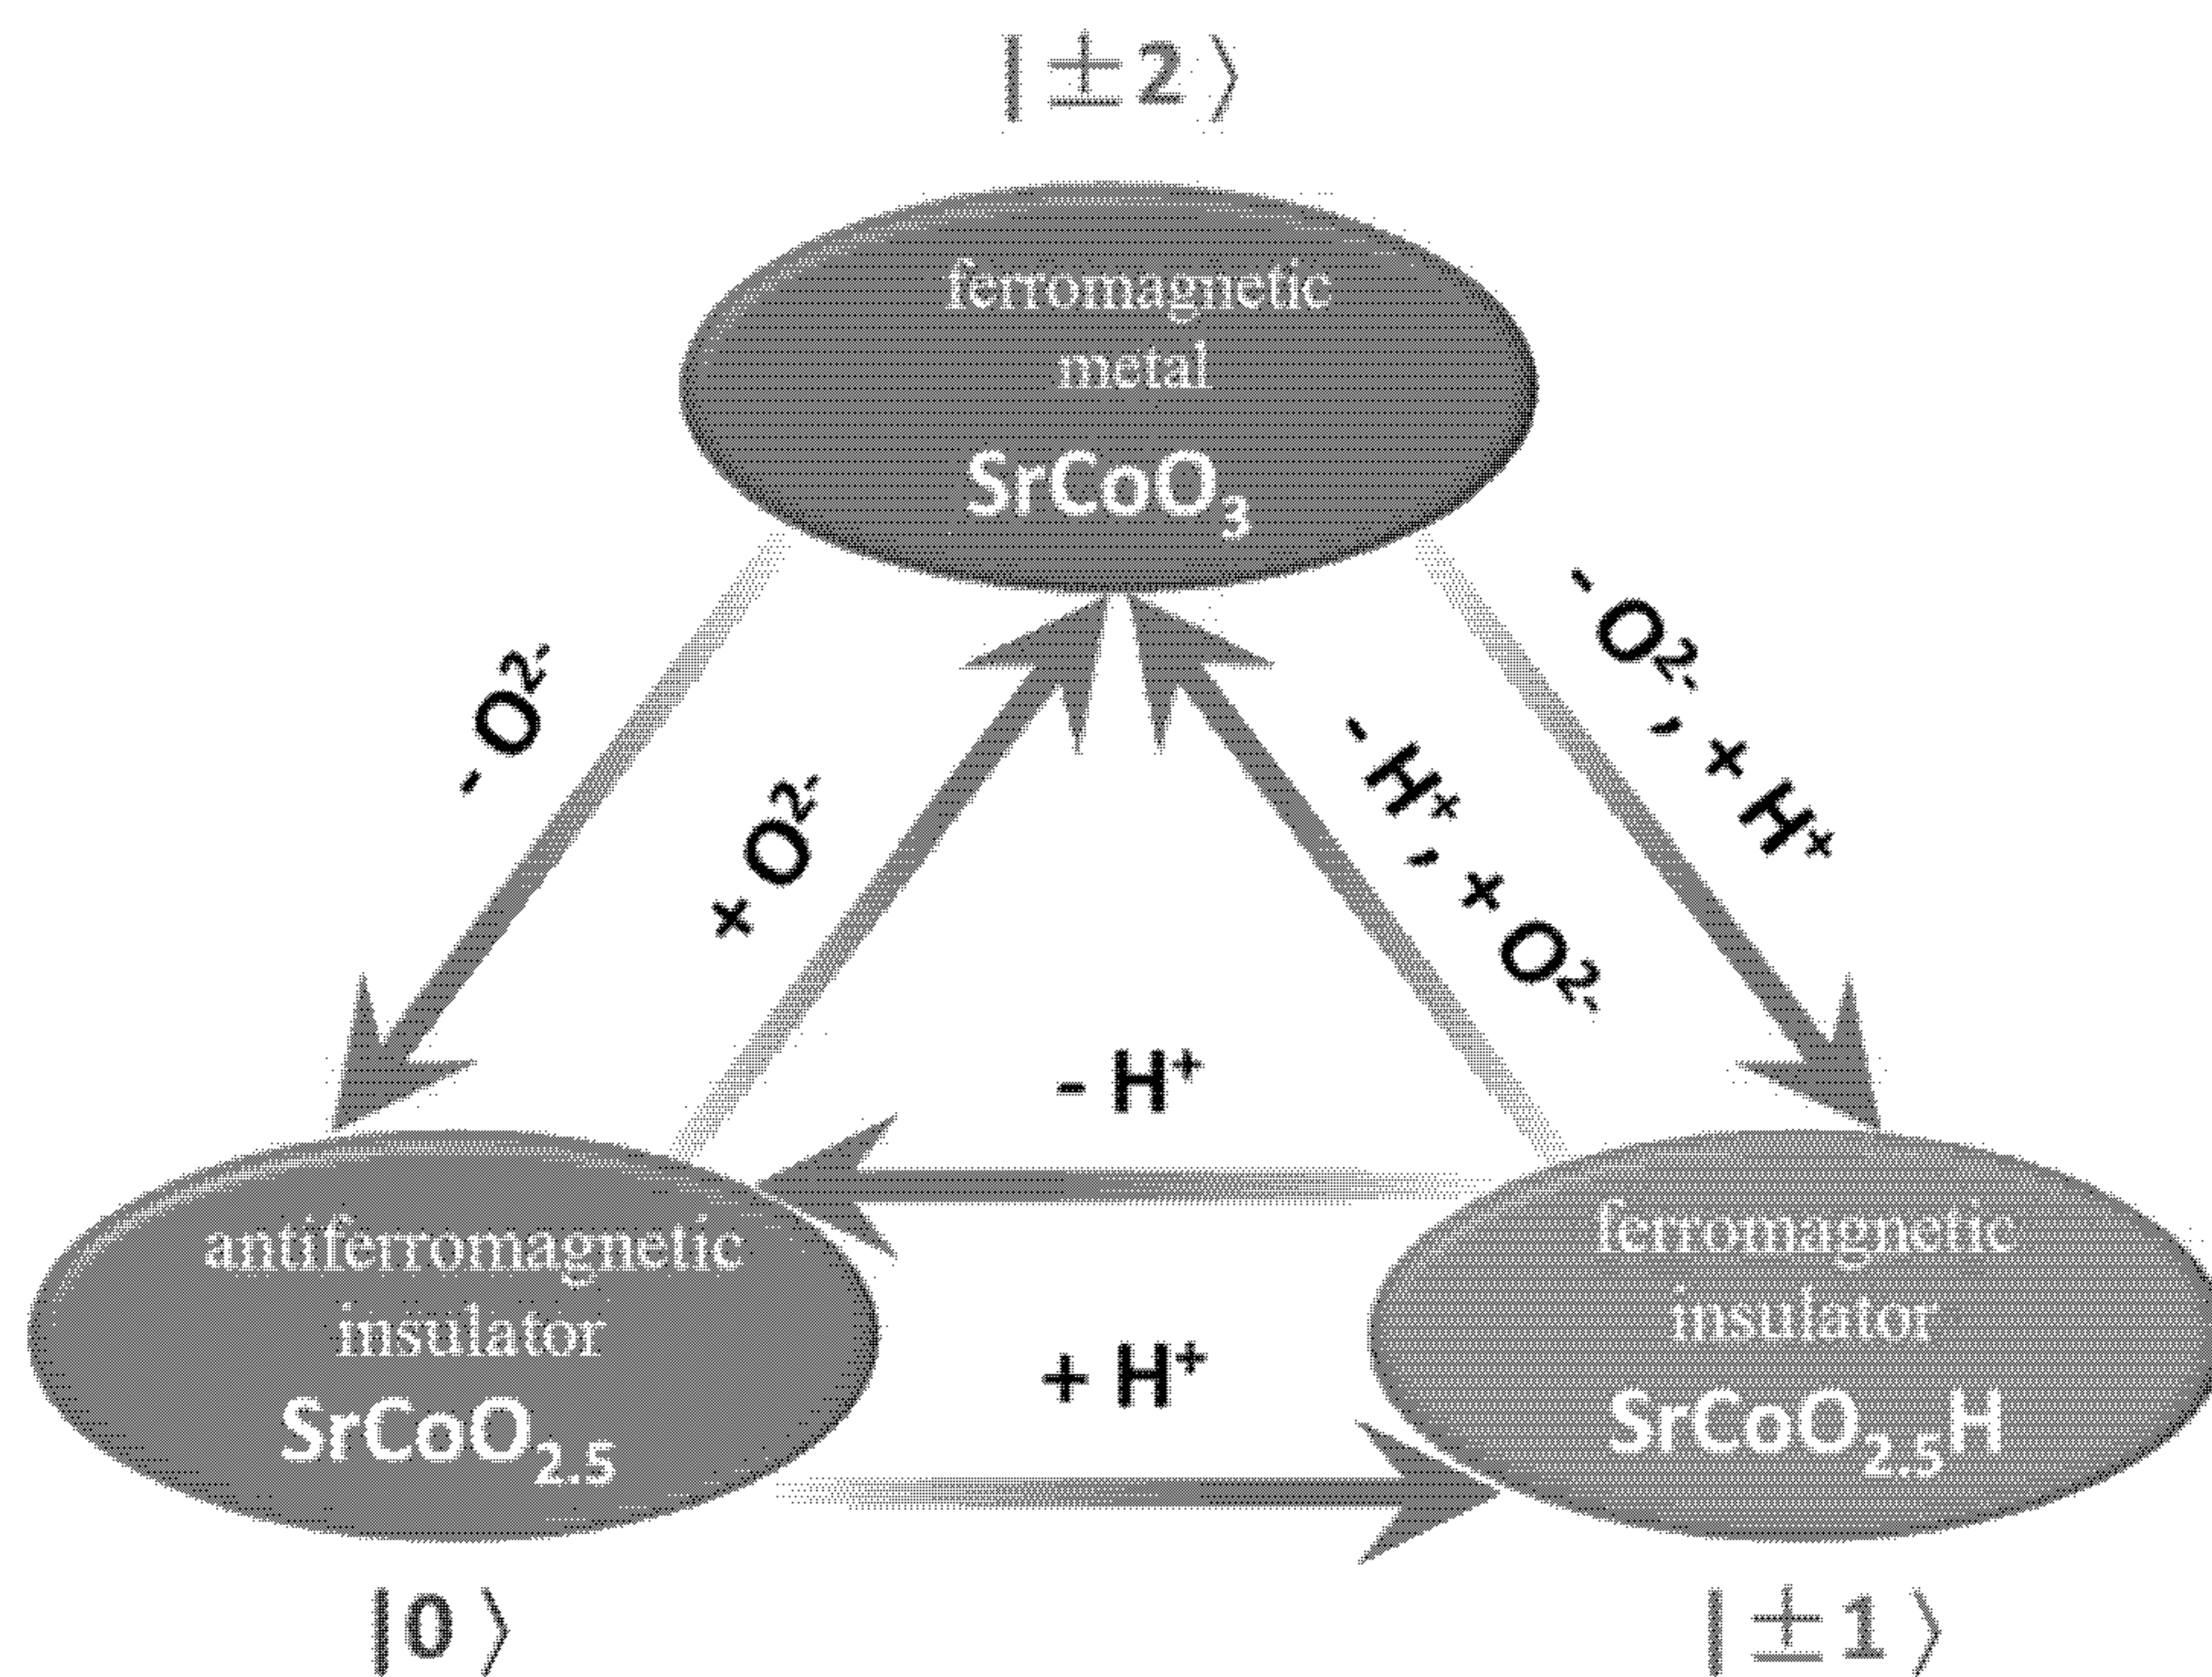 | ±2 ⟩
ferromagnetic
metal
SrCoO₃
- O²⁻
+ O²⁻
- H⁺, + O²⁻
- O²⁻, + H⁺
- H⁺
antiferromagnetic
insulator
SrCoO₂.₅
+ H⁺
ferromagnetic
insulator
SrCoO₂.₅H
|0 ⟩
| ±1 ⟩